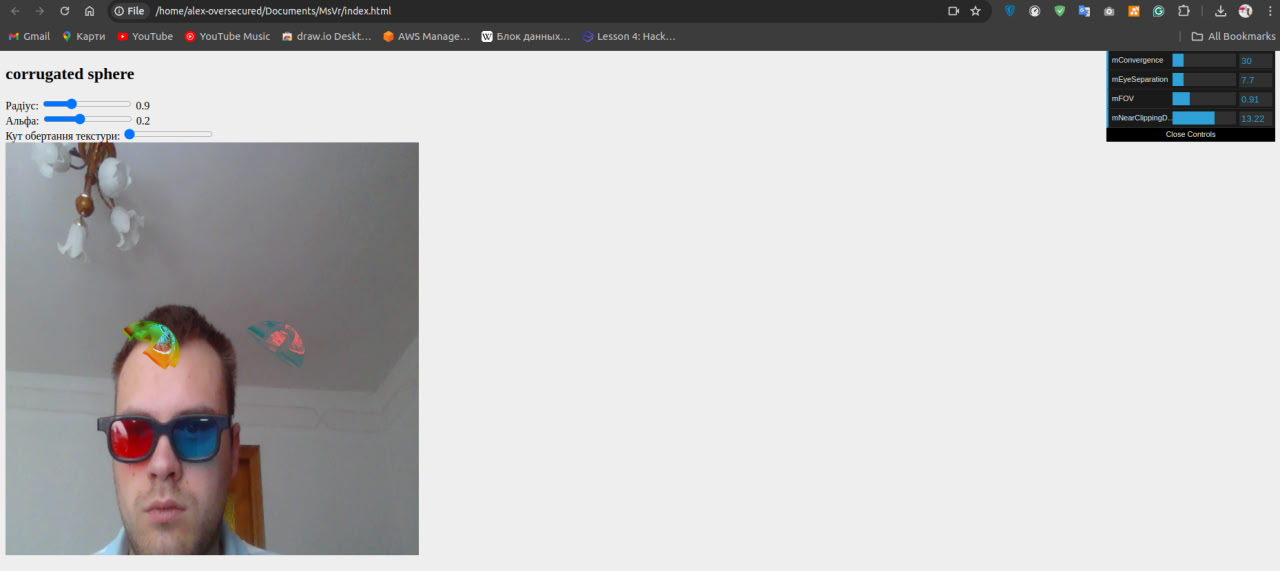 File /home/alex-oversecured/Documents/MsVr/index.html
Gmail Карти YouTube YouTube Music draw.io Deskt... AWS Manage... Блок данных... Lesson 4: Hack... All Bookmarks
corrugated sphere
Радіус: 0.9
Альфа: 0.2
Кут обертання текстури:
mConvergence 30
mEyeSeparation 7.7
mFOV 0.91
mNearClippingD... 13.22
Close Controls